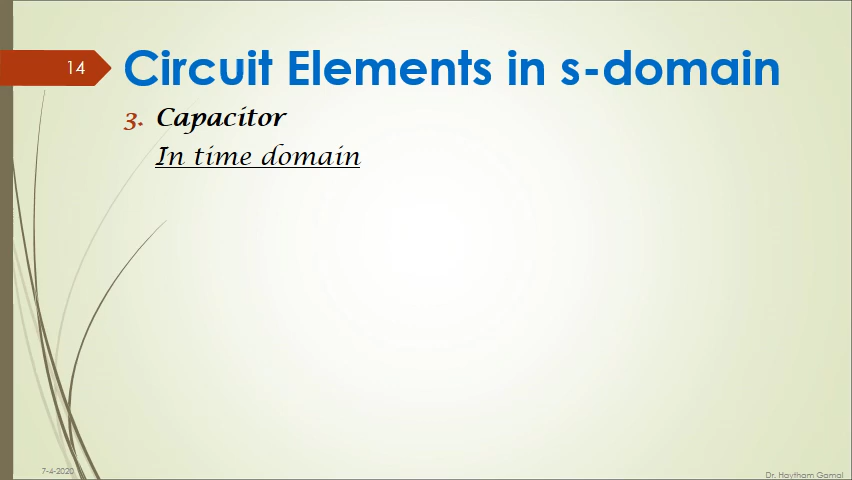 14
Circuit Elements in s-domain
3. Capacitor
In time domain
7-4-2020
Dr. Haytham Gamal